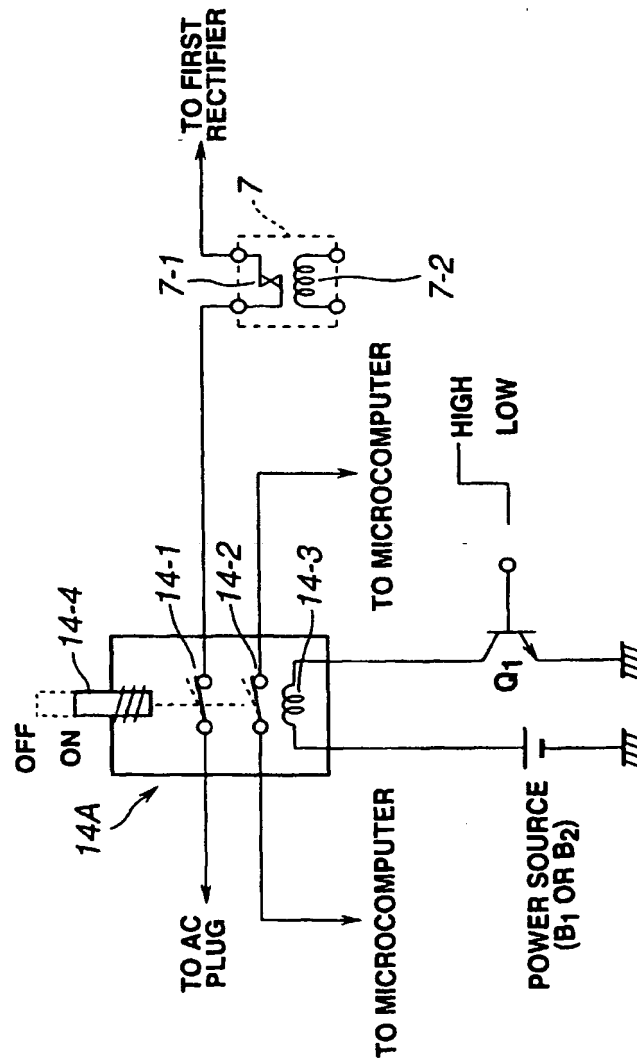 OFF
ON
14-4
14A
14-1
14-2
14-3
TO AC
PLUG
TO MICROCOMPUTER
TO MICROCOMPUTER
POWER SOURCE
(B1 OR B2)
Q1
HIGH
LOW
7-1
7
7-2
TO FIRST
RECTIFIER